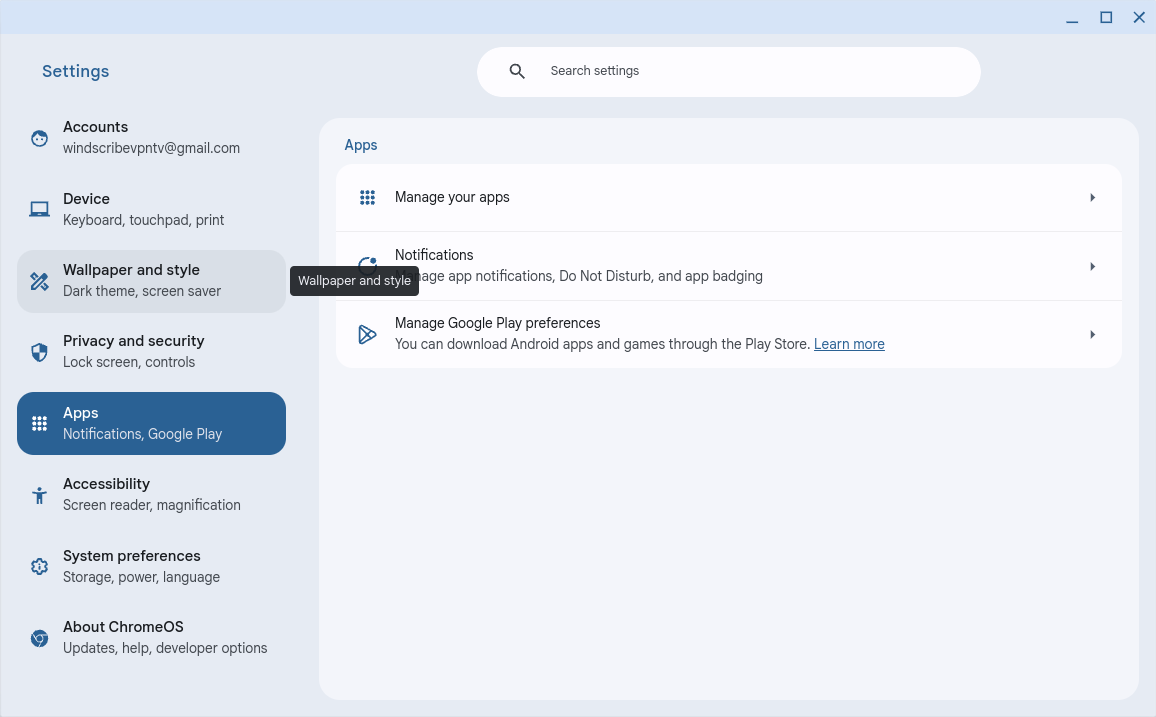 Settings
Search settings
Accounts
windscribevpntv@gmail.com
Device
Keyboard, touchpad, print
Wallpaper and style
Dark theme, screen saver
Privacy and security
Lock screen, controls
Apps
Notifications, Google Play
Accessibility
Screen reader, magnification
System preferences
Storage, power, language
About ChromeOS
Updates, help, developer options
Apps
Manage your apps
Notifications
app notifications, Do Not Disturb, and app badging
Wallpaper and style
Manage Google Play preferences
You can download Android apps and games through the Play Store. Learn more